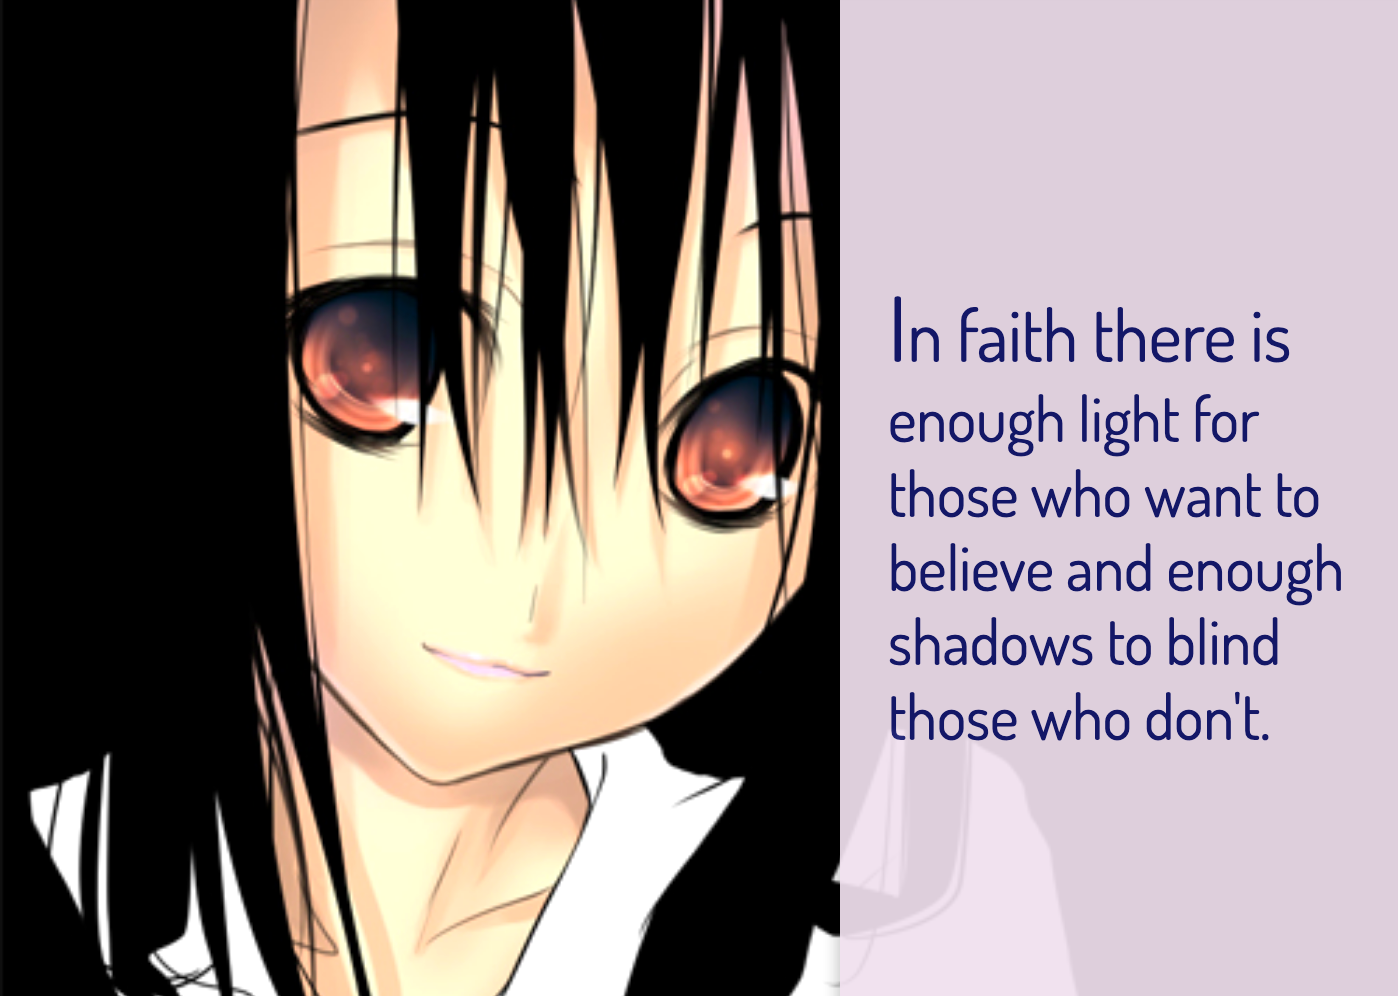 In faith there is
enough light for
those who want to
believe and enough
shadows to blind
those who don't.